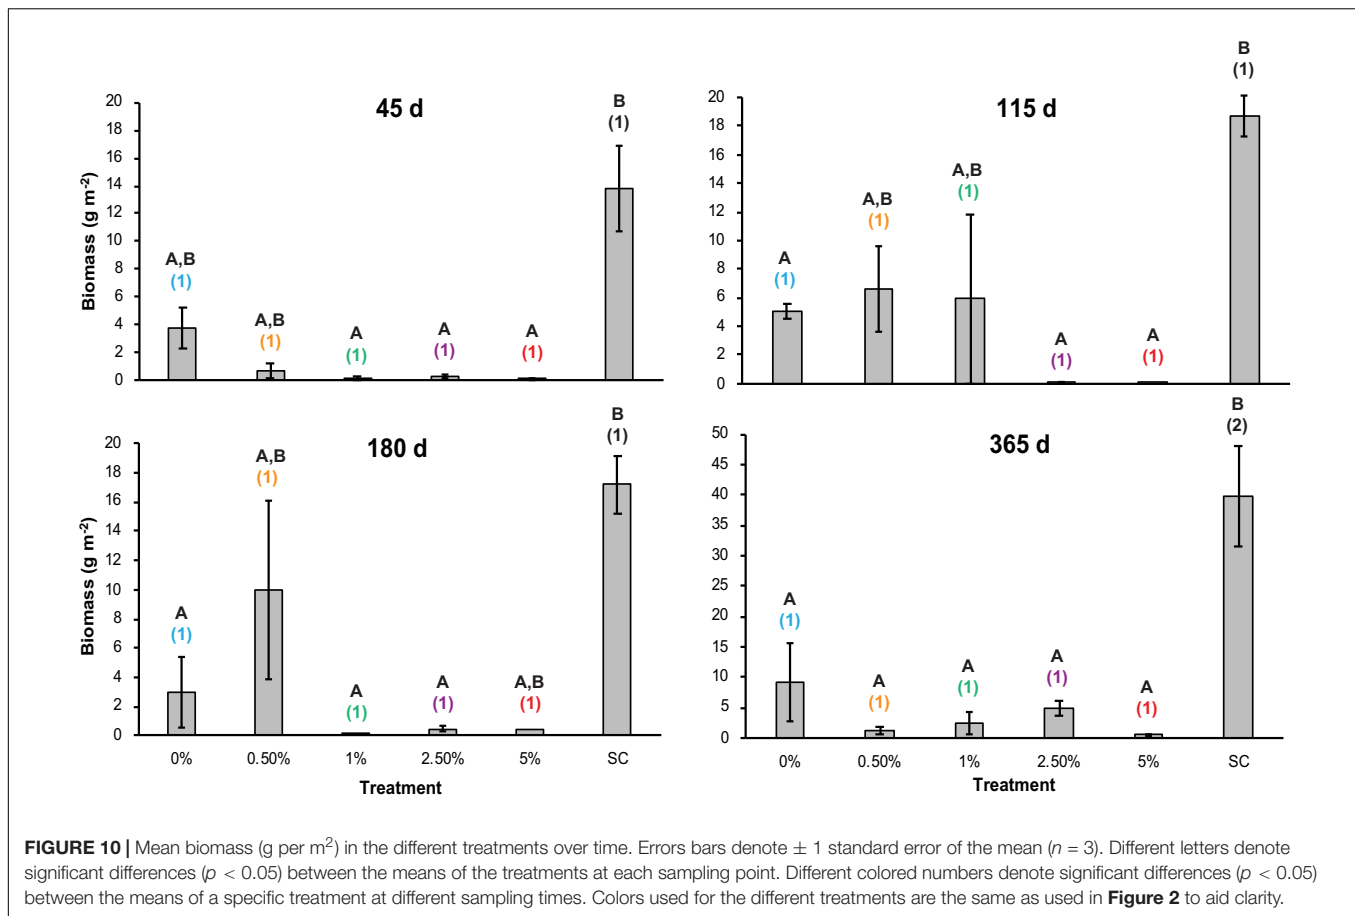 45 d
Biomass (g m⁻²)
20
18
16
14
12
10
8
6
4
2
0
A,B
(1)
A,B
(1)
A
(1)
A
(1)
A
(1)
B
(1)
115 d
20
18
16
14
12
10
8
6
4
2
0
A
(1)
A,B
(1)
A,B
(1)
A
(1)
A
(1)
B
(1)
180 d
Biomass (g m⁻²)
20
18
16
14
12
10
8
6
4
2
0
A
(1)
A,B
(1)
A
(1)
A
(1)
A,B
(1)
B
(1)
0% 0.50% 1% 2.50% 5% SC
Treatment
365 d
50
45
40
35
30
25
20
15
10
5
0
A
(1)
A
(1)
A
(1)
A
(1)
A
(1)
B
(2)
0% 0.50% 1% 2.50% 5% SC
Treatment
FIGURE 10 | Mean biomass (g per m²) in the different treatments over time. Errors bars denote ± 1 standard error of the mean (n = 3). Different letters denote
significant differences (p < 0.05) between the means of the treatments at each sampling point. Different colored numbers denote significant differences (p < 0.05)
between the means of a specific treatment at different sampling times. Colors used for the different treatments are the same as used in Figure 2 to aid clarity.